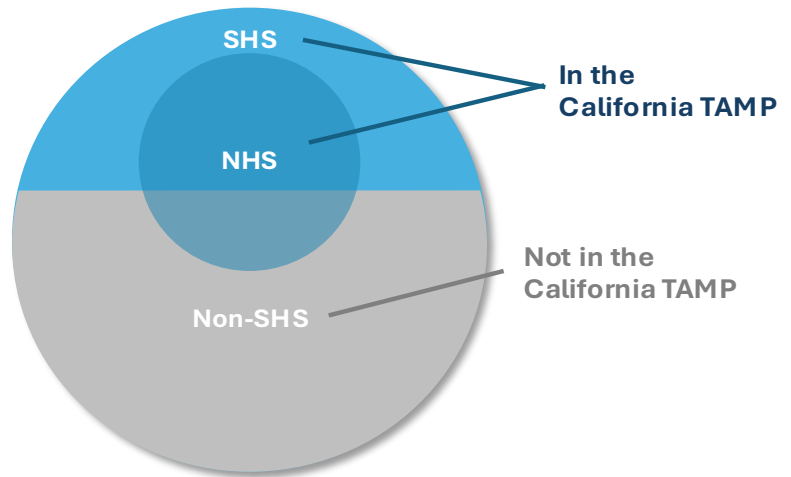 SHS
In the
California TAMP
NHS
Not in the
California TAMP
Non-SHS